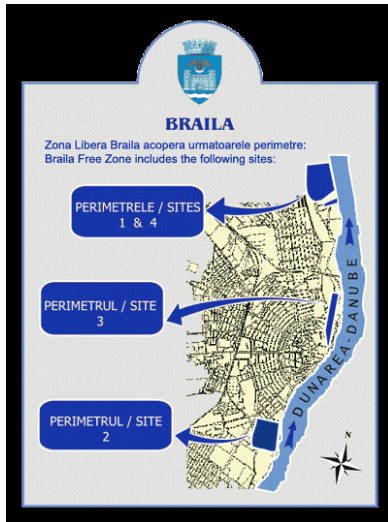 BRAILA
Zona Libera Braila acopera urmatoarele perimetre:
Braila Free Zone includes the following sites:
PERIMETRELE / SITES
1 & 4
PERIMETRUL / SITE
3
PERIMETRUL / SITE
2
DUNAREA-DANUBE
N